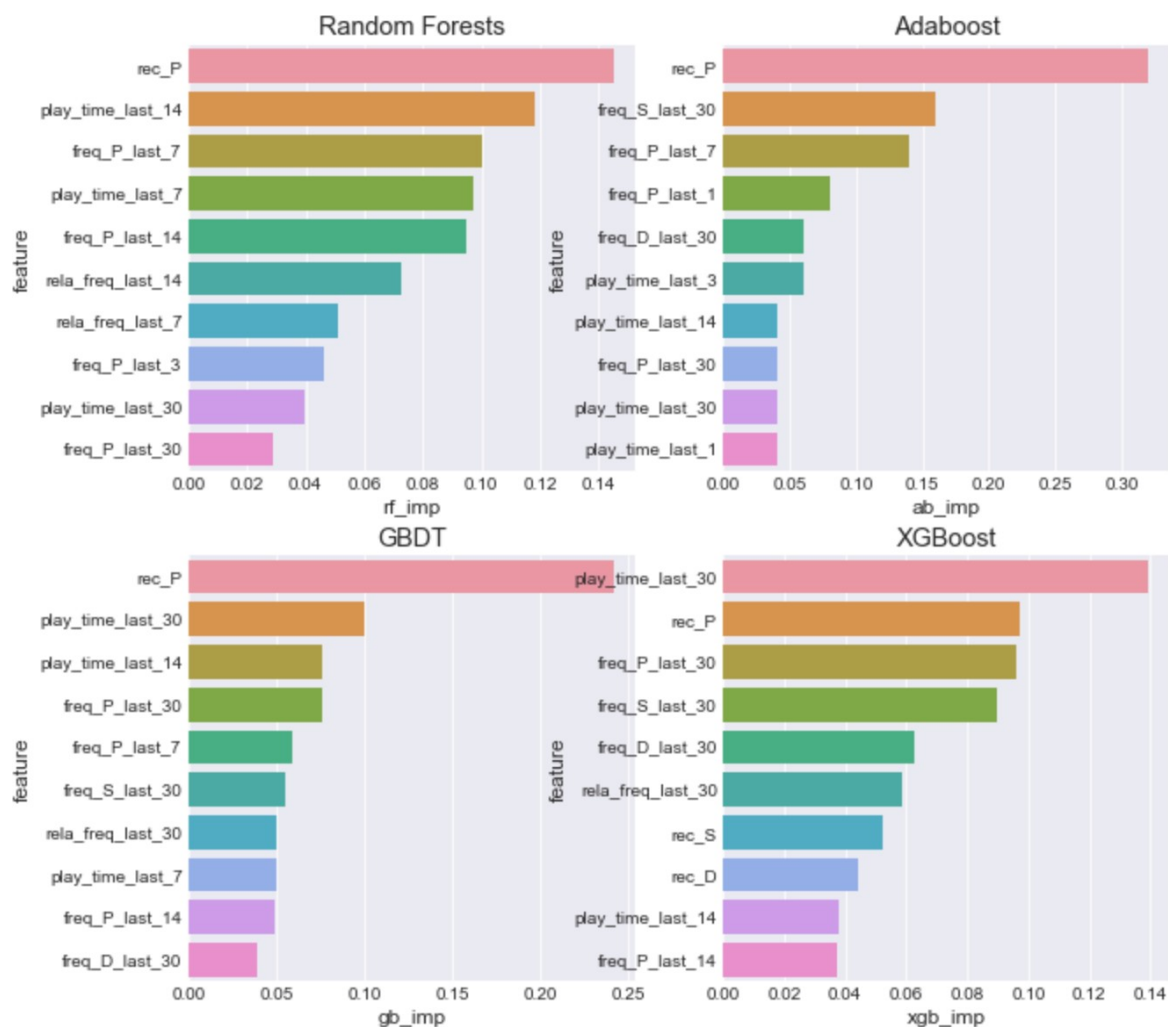 Random Forests
rec_P
play_time_last_14
freq_P_last_7
play_time_last_7
freq_P_last_14
rela_freq_last_14
rela_freq_last_7
freq_P_last_3
play_time_last_30
freq_P_last_30
feature
0.00 0.02 0.04 0.06 0.08 0.10 0.12 0.14
rf_imp
Adaboost
rec_P
freq_S_last_30
freq_P_last_7
freq_P_last_1
freq_D_last_30
play_time_last_3
play_time_last_14
freq_P_last_30
play_time_last_30
play_time_last_1
feature
0.00 0.05 0.10 0.15 0.20 0.25 0.30
ab_imp
GBDT
rec_P
play_time_last_30
play_time_last_14
freq_P_last_30
freq_P_last_7
freq_S_last_30
rela_freq_last_30
play_time_last_7
freq_P_last_14
freq_D_last_30
feature
0.00 0.05 0.10 0.15 0.20 0.25
gb_imp
XGBoost
play_time_last_30
rec_P
freq_P_last_30
freq_S_last_30
freq_D_last_30
rela_freq_last_30
rec_S
rec_D
play_time_last_14
freq_P_last_14
feature
0.00 0.02 0.04 0.06 0.08 0.10 0.12 0.14
xgb_imp